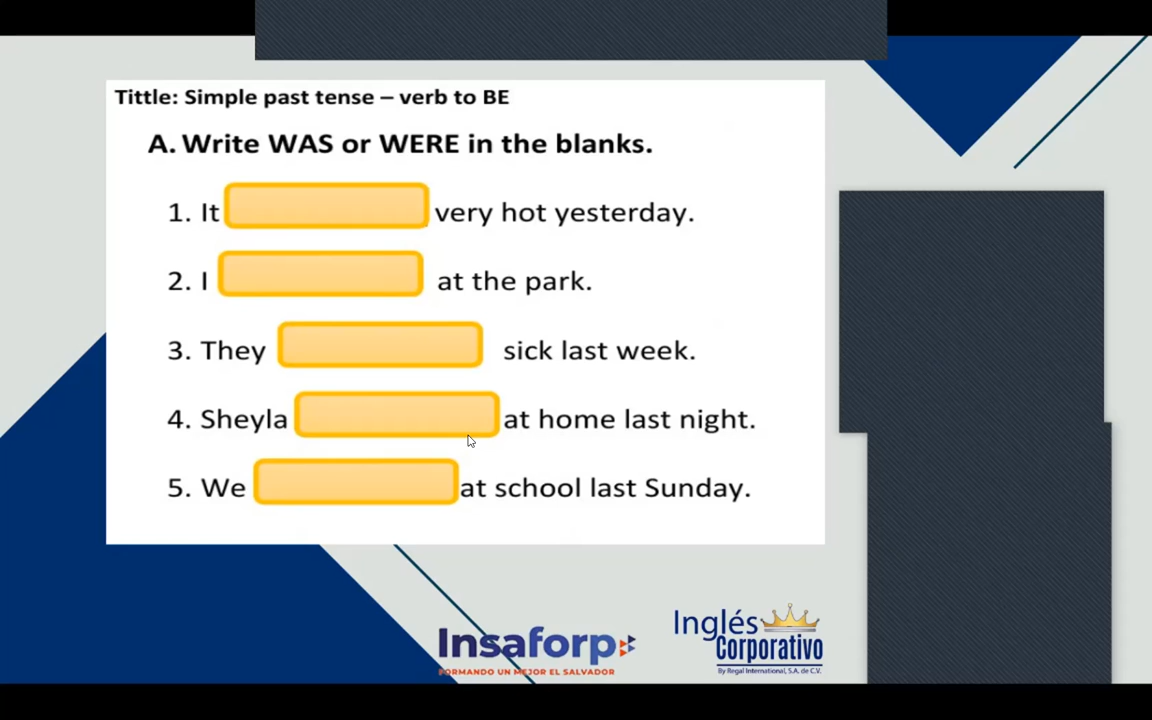 Tittle: Simple past tense – verb to BE
A. Write WAS or WERE in the blanks.
1. It very hot yesterday.
2. I at the park.
3. They sick last week.
4. Sheyla at home last night.
5. We at school last Sunday.
Insaforp
FORMANDO UN MEJOR EL SALVADOR
Inglés
Corporativo
By Regal International, S.A. de C.V.